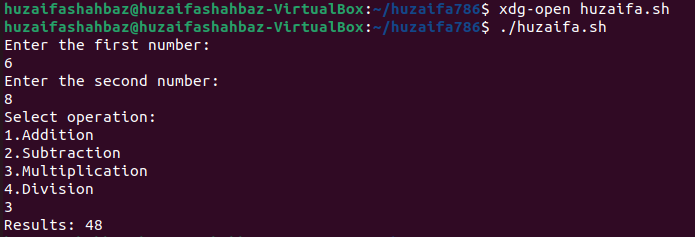 huzaifashahbaz@huzaifashahbaz-VirtualBox:~/huzaifa786$ xdg-open huzaifa.sh
huzaifashahbaz@huzaifashahbaz-VirtualBox:~/huzaifa786$ ./huzaifa.sh
Enter the first number:
6
Enter the second number:
8
Select operation:
1.Addition
2.Subtraction
3.Multiplication
4.Division
3
Results: 48